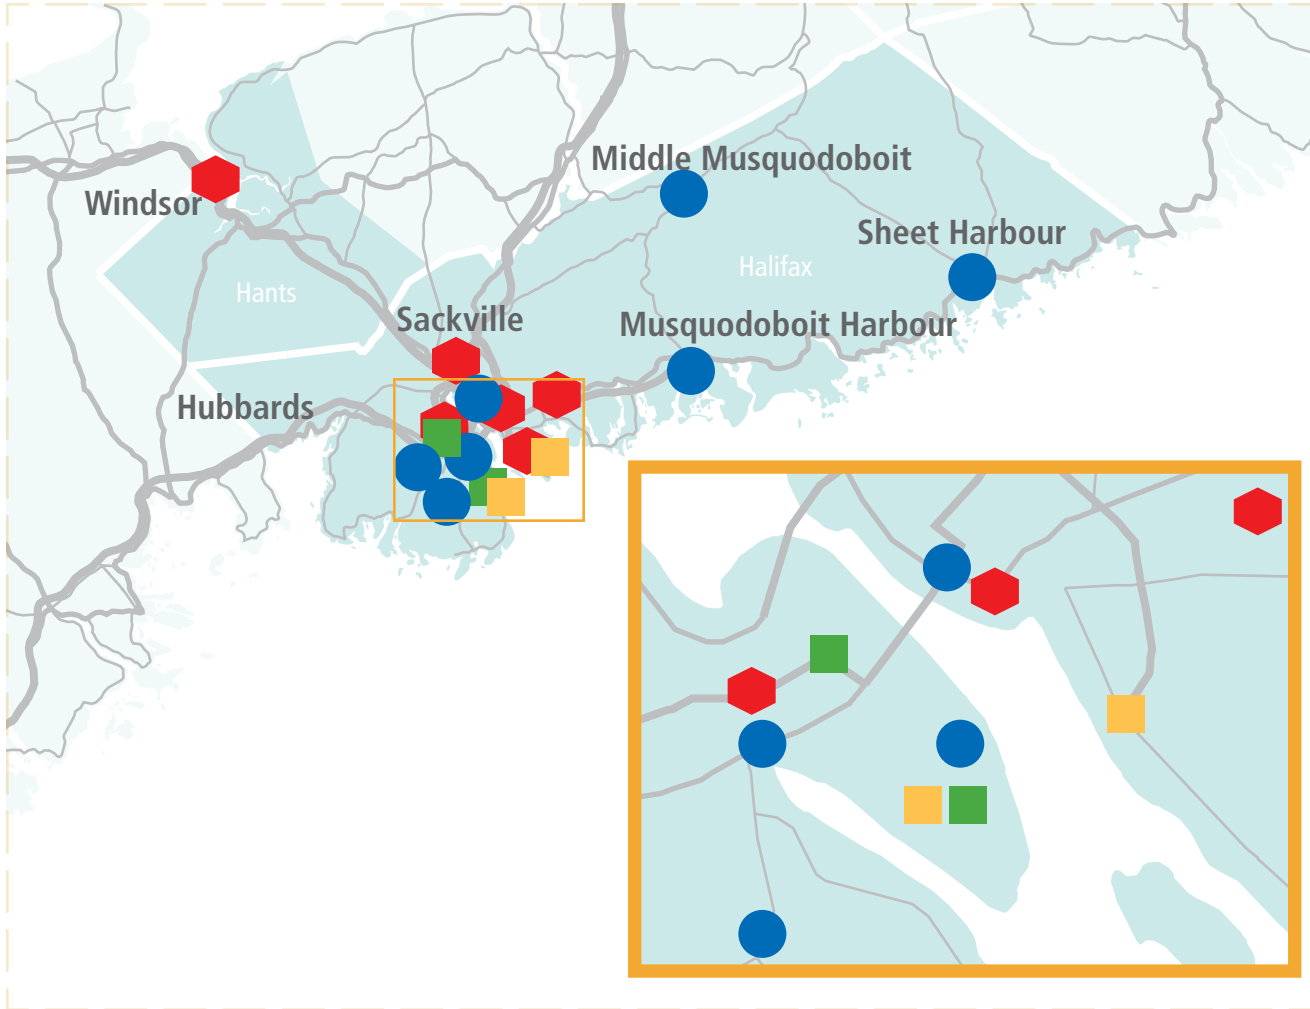 Middle Musquodoboit
Windsor
Sheet Harbour
Halifax
Hants
Sackville
Musquodoboit Harbour
Hubbards